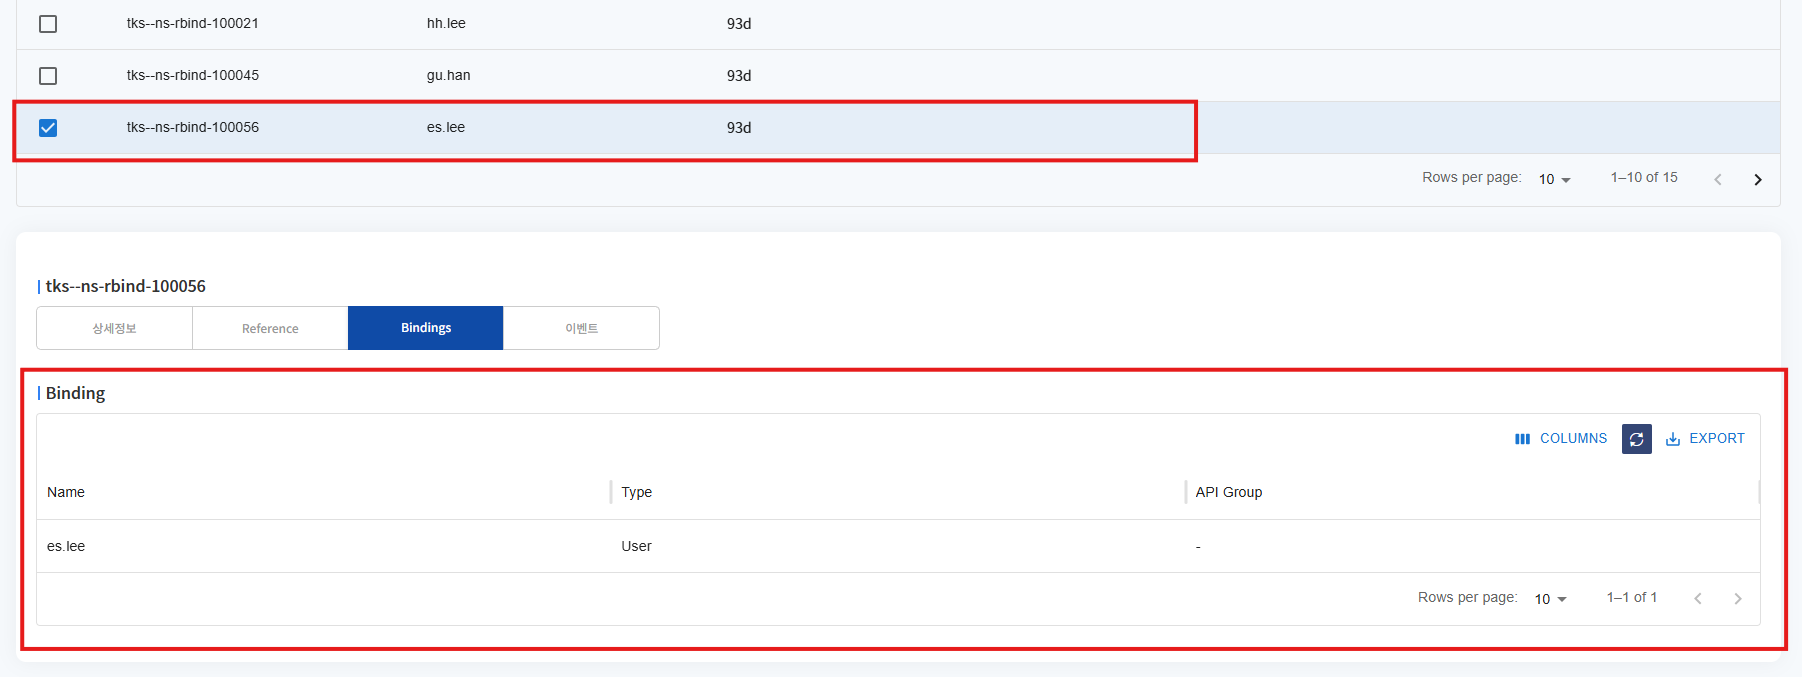 tks--ns-rbind-100021 hh.lee 93d
tks--ns-rbind-100045 gu.han 93d
tks--ns-rbind-100056 es.lee 93d
Rows per page: 10 1–10 of 15
tks--ns-rbind-100056
상세정보 Reference Bindings 이벤트
Binding
COLUMNS EXPORT
Name Type API Group
es.lee User -
Rows per page: 10 1–1 of 1